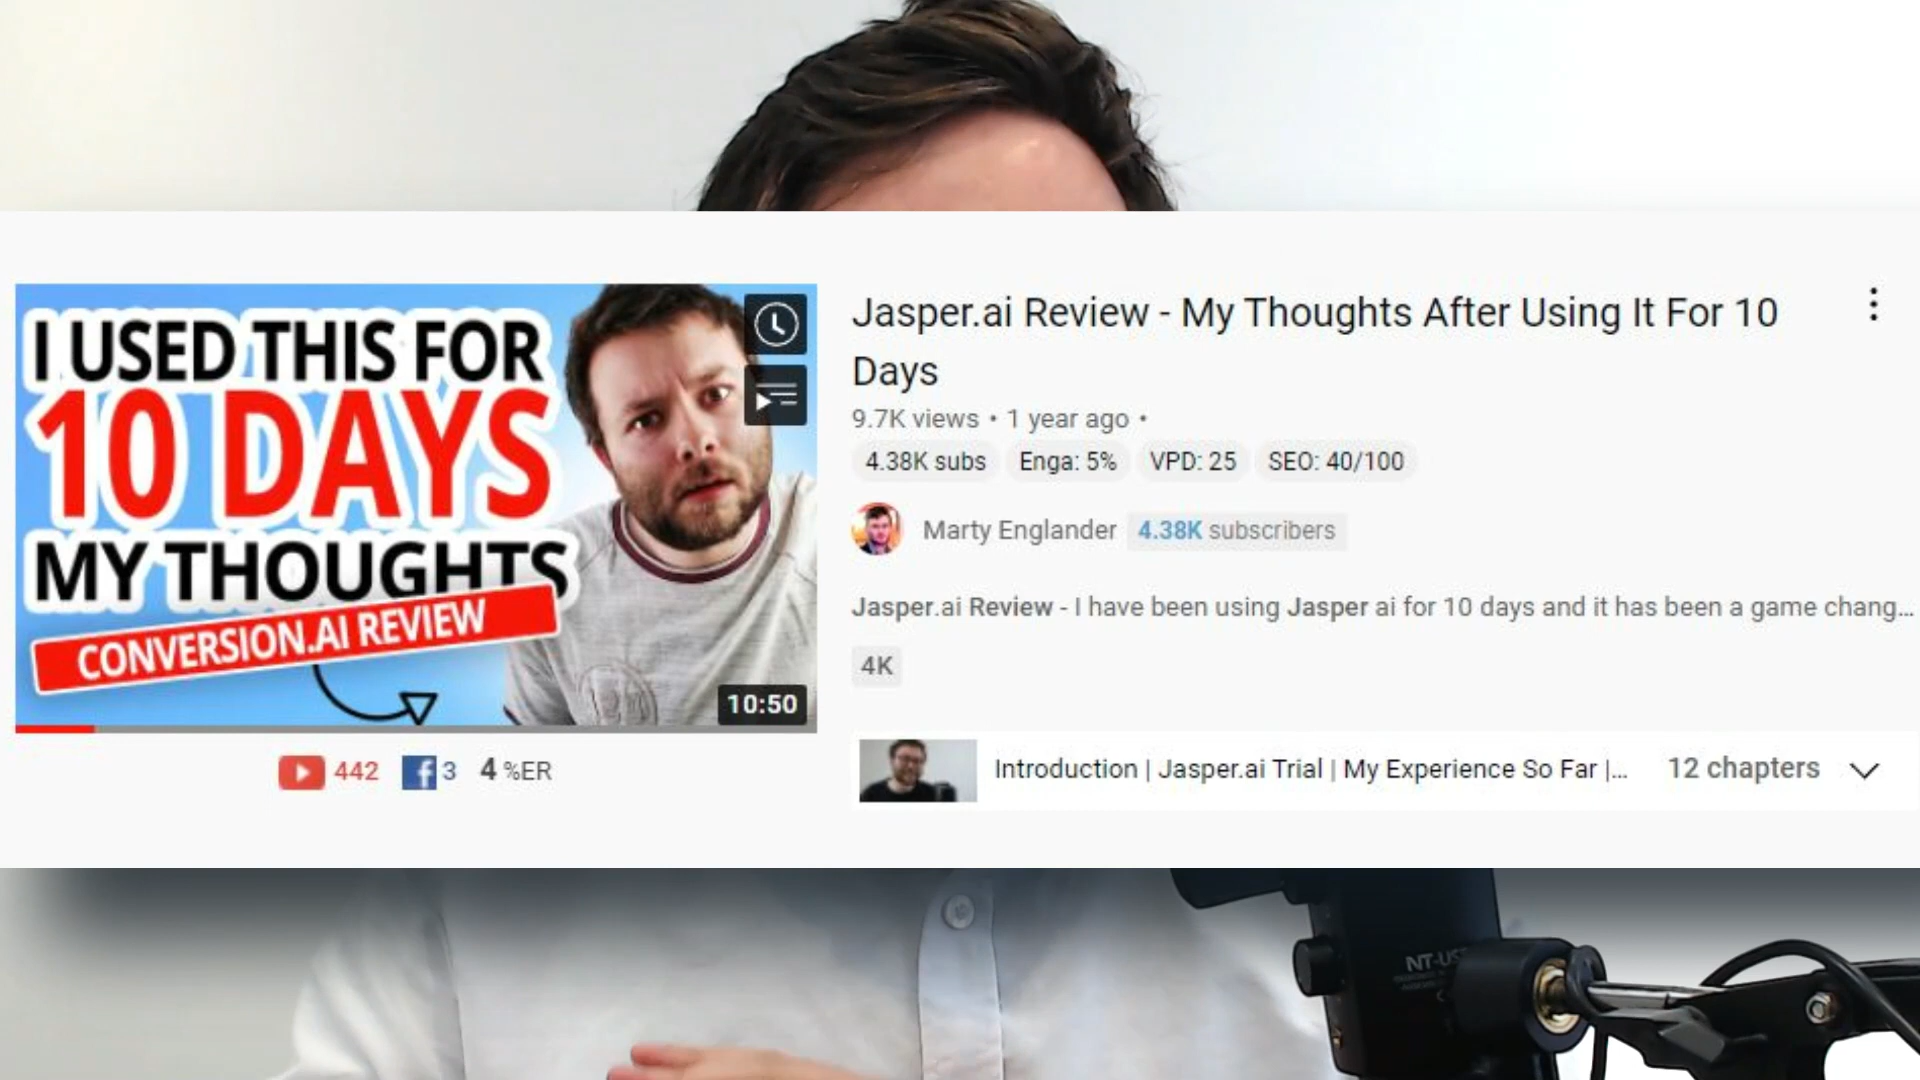 I USED THIS FOR
10 DAYS
MY THOUGHTS
CONVERSION.AI REVIEW
10:50
442 3 4 %ER
Jasper.ai Review - My Thoughts After Using It For 10
Days
9.7K views • 1 year ago •
4.38K subs Enga: 5% VPD: 25 SEO: 40/100
Marty Englander 4.38K subscribers
Jasper.ai Review - I have been using Jasper ai for 10 days and it has been a game chang...
4K
Introduction | Jasper.ai Trial | My Experience So Far |... 12 chapters
NT-US